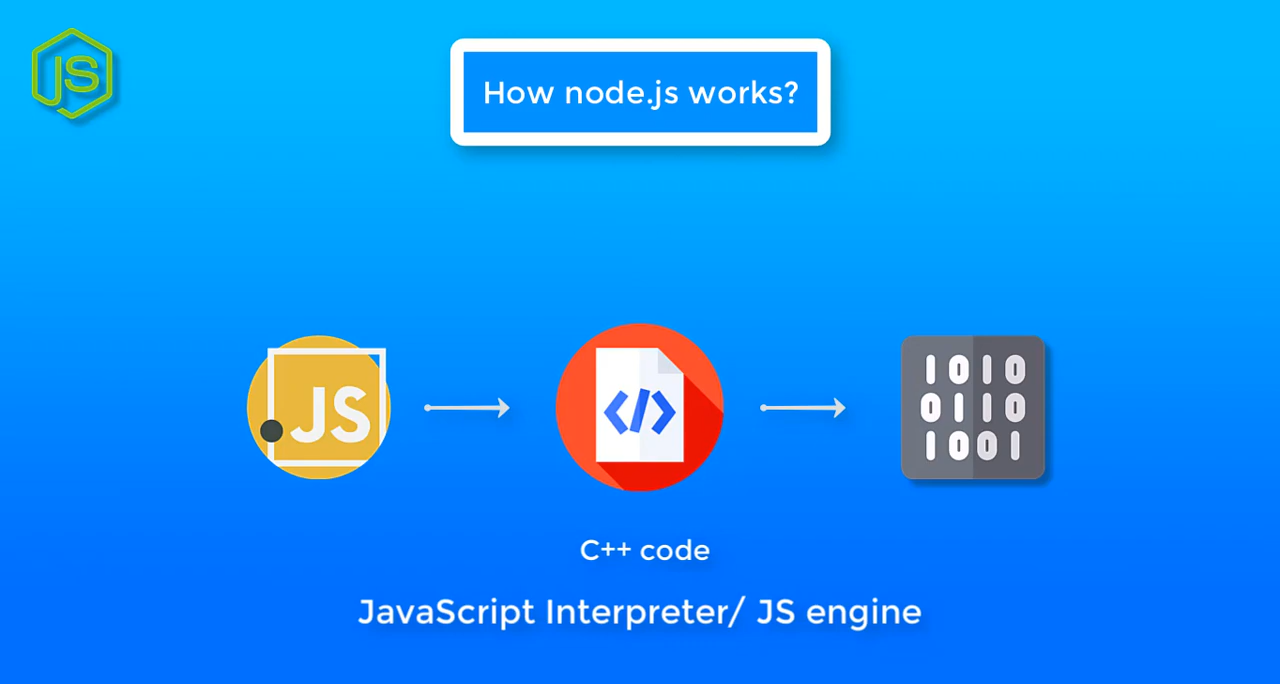 JS
How node.js works?
JS
1010
0110
1001
C++ code
JavaScript Interpreter/ JS engine